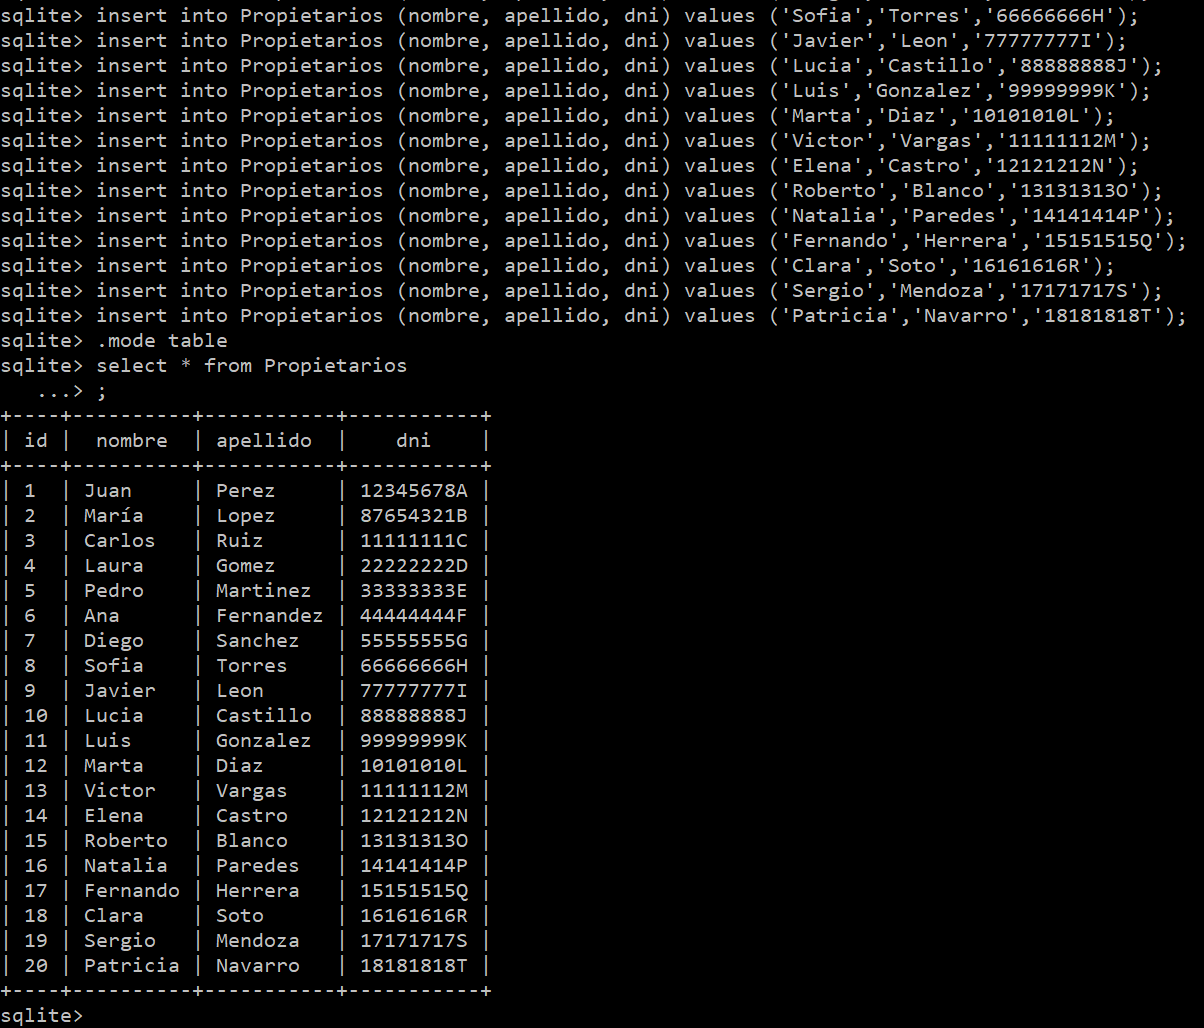 sqlite> insert into Propietarios (nombre, apellido, dni) values ('Sofia','Torres','66666666H');
sqlite> insert into Propietarios (nombre, apellido, dni) values ('Javier','Leon','77777777I');
sqlite> insert into Propietarios (nombre, apellido, dni) values ('Lucia','Castillo','88888888J');
sqlite> insert into Propietarios (nombre, apellido, dni) values ('Luis','Gonzalez','99999999K');
sqlite> insert into Propietarios (nombre, apellido, dni) values ('Marta','Diaz','10101010L');
sqlite> insert into Propietarios (nombre, apellido, dni) values ('Victor','Vargas','11111112M');
sqlite> insert into Propietarios (nombre, apellido, dni) values ('Elena','Castro','12121212N');
sqlite> insert into Propietarios (nombre, apellido, dni) values ('Roberto','Blanco','13131313O');
sqlite> insert into Propietarios (nombre, apellido, dni) values ('Natalia','Paredes','14141414P');
sqlite> insert into Propietarios (nombre, apellido, dni) values ('Fernando','Herrera','15151515Q');
sqlite> insert into Propietarios (nombre, apellido, dni) values ('Clara','Soto','16161616R');
sqlite> insert into Propietarios (nombre, apellido, dni) values ('Sergio','Mendoza','17171717S');
sqlite> insert into Propietarios (nombre, apellido, dni) values ('Patricia','Navarro','18181818T');
sqlite> .mode table
sqlite> select * from Propietarios
   ...> ;
+----+----------+-----------+-----------+
| id |  nombre  | apellido  |    dni    |
+----+----------+-----------+-----------+
| 1  | Juan     | Perez     | 12345678A |
| 2  | María    | Lopez     | 87654321B |
| 3  | Carlos   | Ruiz      | 11111111C |
| 4  | Laura    | Gomez     | 22222222D |
| 5  | Pedro    | Martinez  | 33333333E |
| 6  | Ana      | Fernandez | 44444444F |
| 7  | Diego    | Sanchez   | 55555555G |
| 8  | Sofia    | Torres    | 66666666H |
| 9  | Javier   | Leon      | 77777777I |
| 10 | Lucia    | Castillo  | 88888888J |
| 11 | Luis     | Gonzalez  | 99999999K |
| 12 | Marta    | Diaz      | 10101010L |
| 13 | Victor   | Vargas    | 11111112M |
| 14 | Elena    | Castro    | 12121212N |
| 15 | Roberto  | Blanco    | 13131313O |
| 16 | Natalia  | Paredes   | 14141414P |
| 17 | Fernando | Herrera   | 15151515Q |
| 18 | Clara    | Soto      | 16161616R |
| 19 | Sergio   | Mendoza   | 17171717S |
| 20 | Patricia | Navarro   | 18181818T |
+----+----------+-----------+-----------+
sqlite>